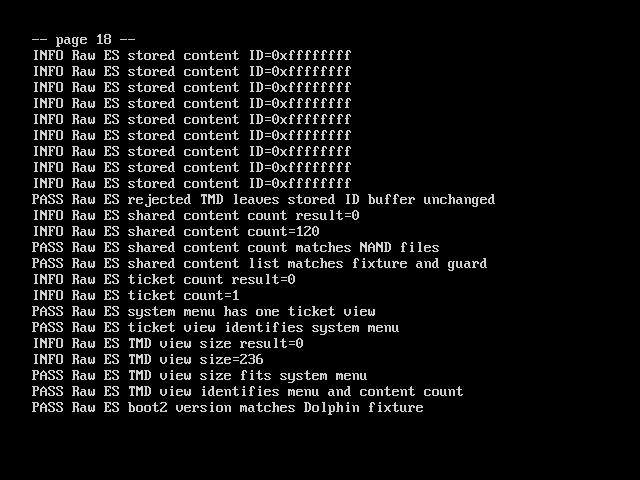 -- page 18 --
INFO Raw ES stored content ID=0xffffffff
INFO Raw ES stored content ID=0xffffffff
INFO Raw ES stored content ID=0xffffffff
INFO Raw ES stored content ID=0xffffffff
INFO Raw ES stored content ID=0xffffffff
INFO Raw ES stored content ID=0xffffffff
INFO Raw ES stored content ID=0xffffffff
INFO Raw ES stored content ID=0xffffffff
INFO Raw ES stored content ID=0xffffffff
PASS Raw ES rejected TMD leaves stored ID buffer unchanged
INFO Raw ES shared content count result=0
INFO Raw ES shared content count=120
PASS Raw ES shared content count matches NAND files
PASS Raw ES shared content list matches fixture and guard
INFO Raw ES ticket count result=0
INFO Raw ES ticket count=1
PASS Raw ES system menu has one ticket view
PASS Raw ES ticket view identifies system menu
INFO Raw ES TMD view size result=0
INFO Raw ES TMD view size=236
PASS Raw ES TMD view size fits system menu
PASS Raw ES TMD view identifies menu and content count
PASS Raw ES boot2 version matches Dolphin fixture